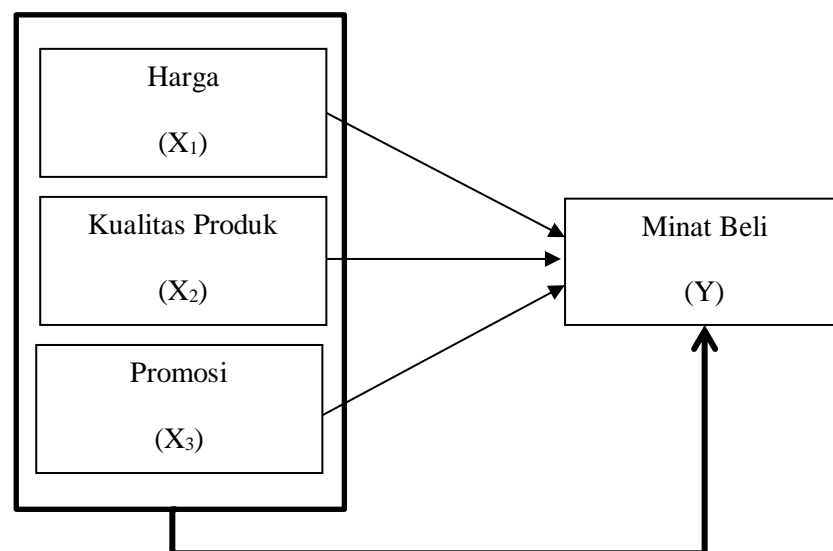 Harga
(X₁)
Kualitas Produk
(X₂)
Promosi
(X₃)
Minat Beli
(Y)